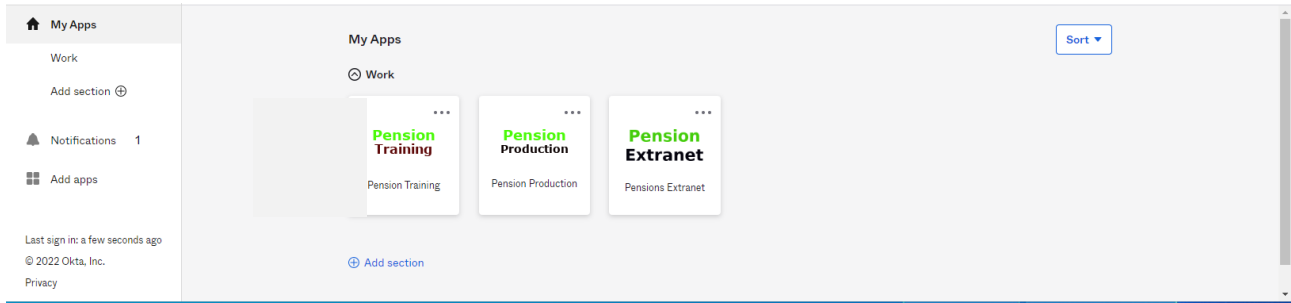 My Apps
Work
Add section
Notifications 1
Add apps
Last sign in: a few seconds ago
© 2022 Okta, Inc.
Privacy
My Apps
Sort
Work
Pension
Training
Pension Training
Pension
Production
Pension Production
Pension
Extranet
Pensions Extranet
Add section